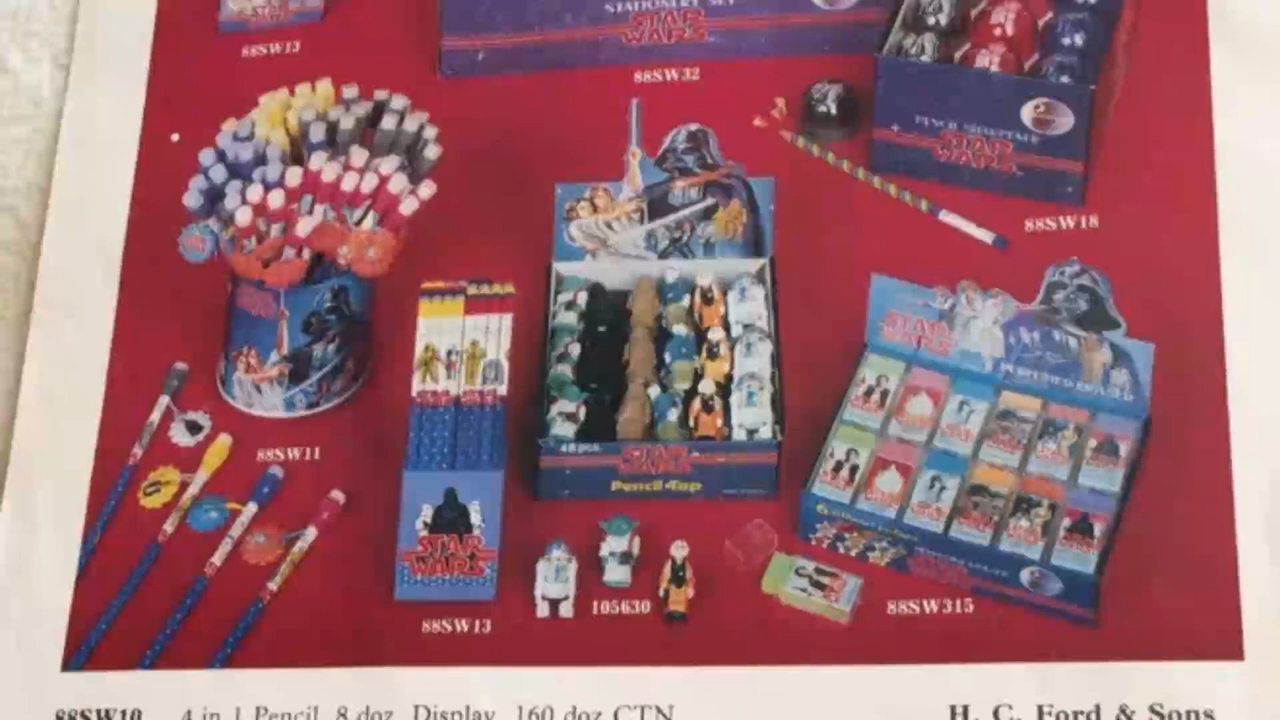 STAR
88SW13
STATIONERY SET
STAR
WARS
88SW32
PENCIL SHARPENER
STAR
WARS
88SW18
STAR
WARS
PERFUMED ERASER
88SW11
48 pcs.
STAR
WARS
Pencil Top
STAR
WARS
88SW13
105630
88SW315
88SW10 4 in 1 Pencil, 8 doz. Display, 160 doz CTN
H. C. Ford & Sons